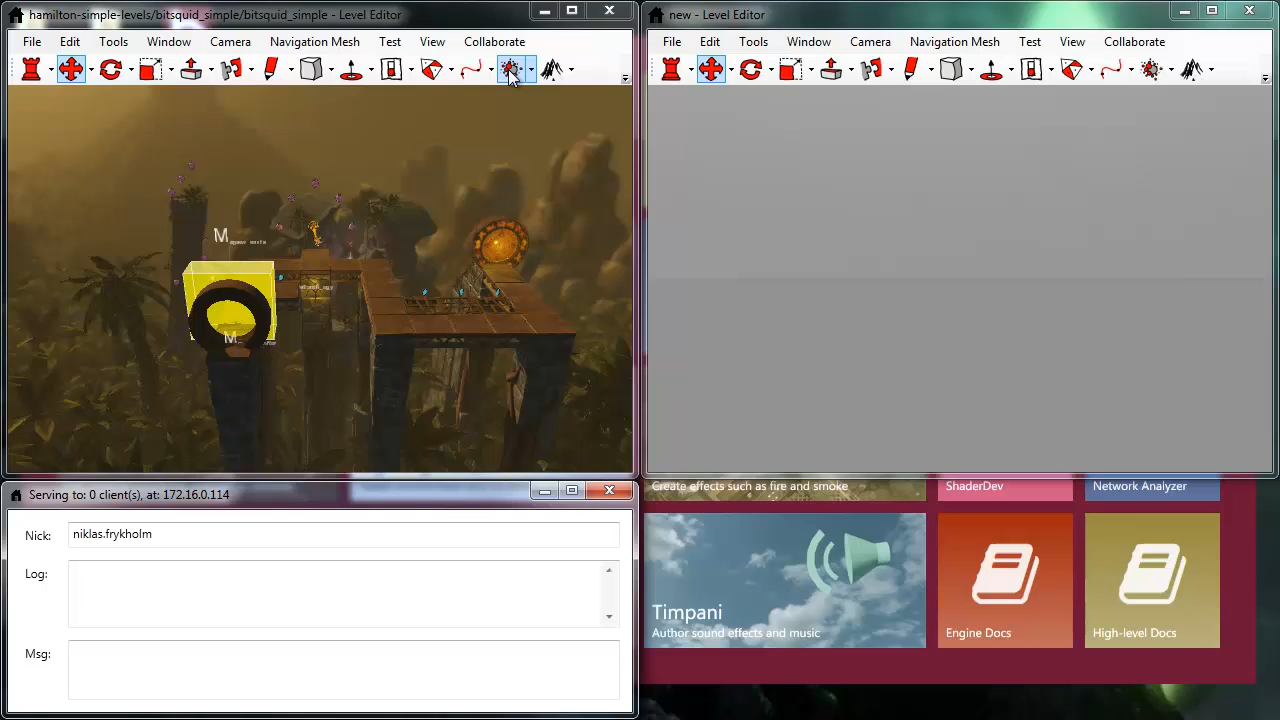 hamilton-simple-levels/bitsquid_simple/bitsquid_simple - Level Editor
File Edit Tools Window Camera Navigation Mesh Test View Collaborate
M
M
new - Level Editor
File Edit Tools Window Camera Navigation Mesh Test View Collaborate
Serving to: 0 client(s), at: 172.16.0.114
Nick: niklas.frykholm
Log:
Msg:
Create effects such as fire and smoke
ShaderDev
Network Analyzer
Timpani
Author sound effects and music
Engine Docs
High-level Docs